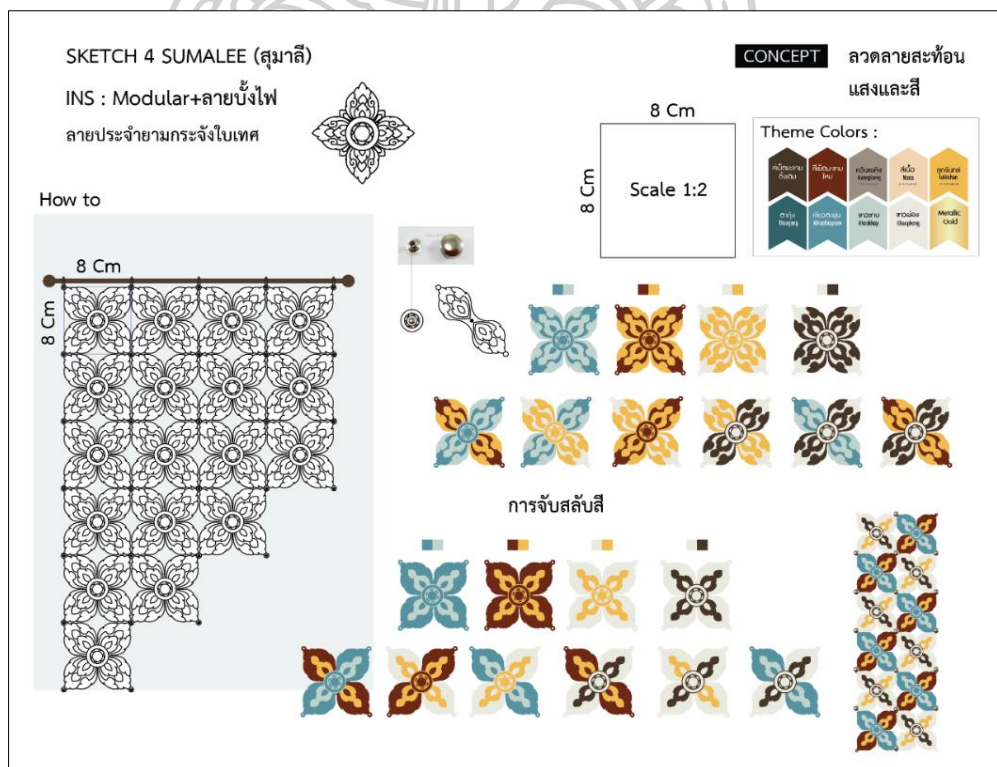 SKETCH 4 SUMALEE (สุมาลี)
INS : Modular+ลายบั้งไฟ
ลายประจำยามกระจังใบเทศ
CONCEPT ลวดลายสะท้อน
แสงและสี
8 Cm
8 Cm
Scale 1:2
Theme Colors :
Metallic
Gold
How to
8 Cm
8 Cm
การจับสลับสี